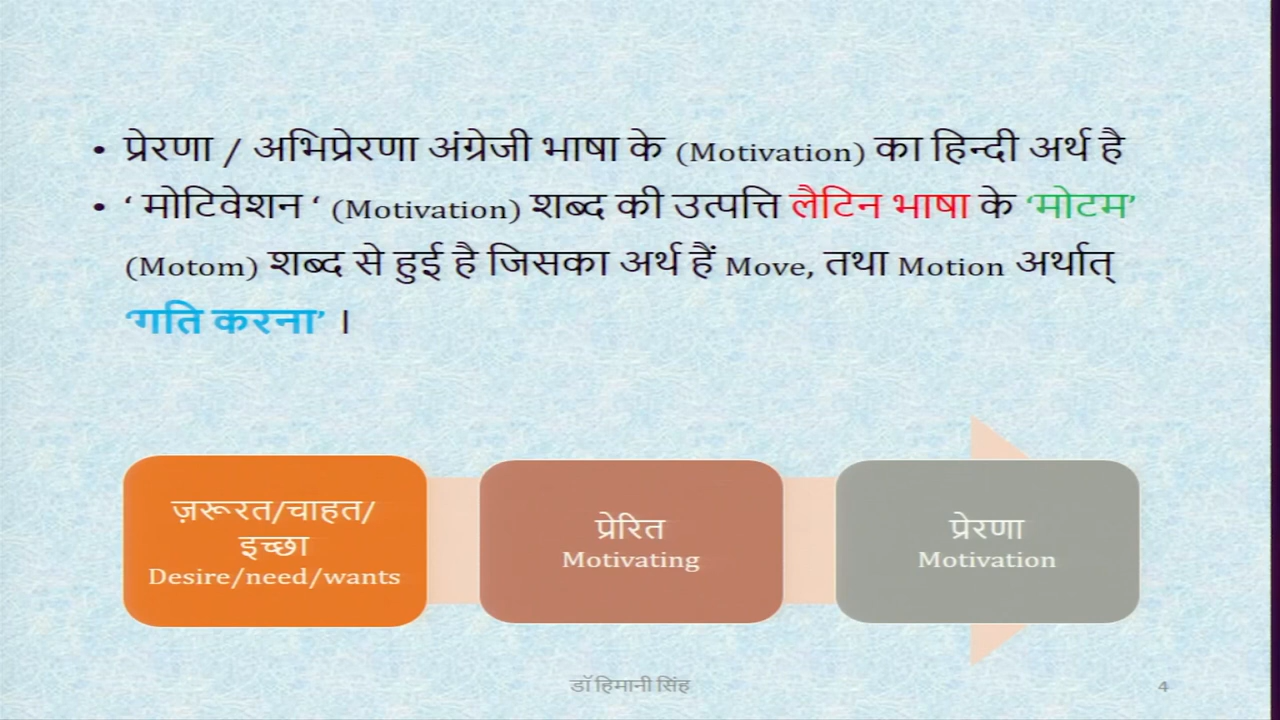 • प्रेरणा / अभिप्रेरणा अंग्रेजी भाषा के (Motivation) का हिन्दी अर्थ है
• ‘ मोटिवेशन ‘ (Motivation) शब्द की उत्पत्ति लैटिन भाषा के ‘मोटम’
(Motom) शब्द से हुई है जिसका अर्थ हैं Move, तथा Motion अर्थात्
‘गति करना’ ।
ज़रूरत/चाहत/
इच्छा
Desire/need/wants
प्रेरित
Motivating
प्रेरणा
Motivation
डॉ हिमानी सिंह
4